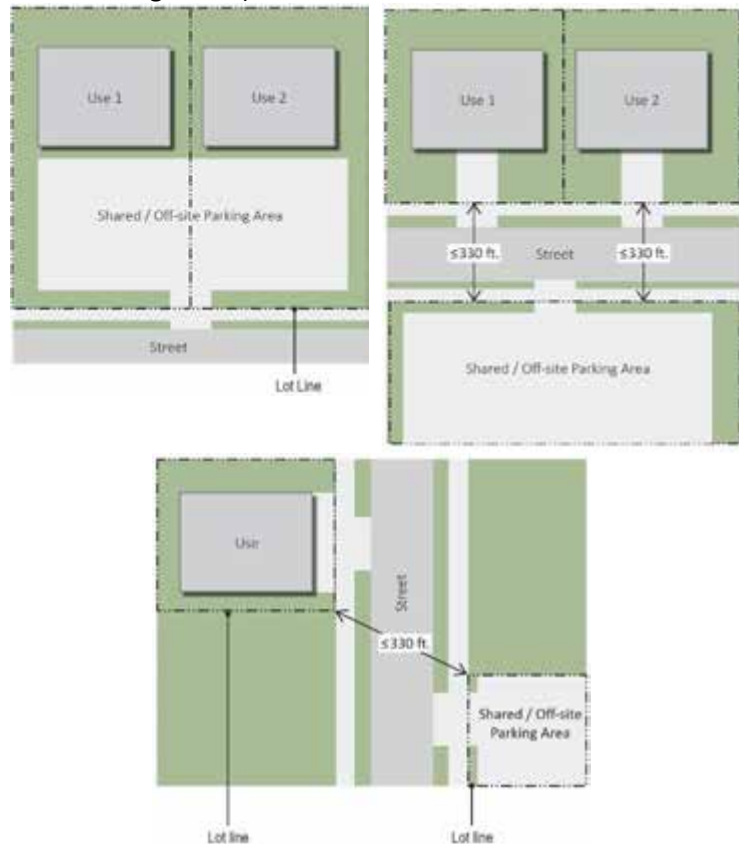 Use 1
Use 2
Shared / Off-site Parking Area
Street
Lot Line
Use 1
Use 2
≤330 ft.
Street
≤330 ft.
Shared / Off-site Parking Area
Use
Street
≤330 ft.
Shared / Off-site
Parking Area
Lot line
Lot line